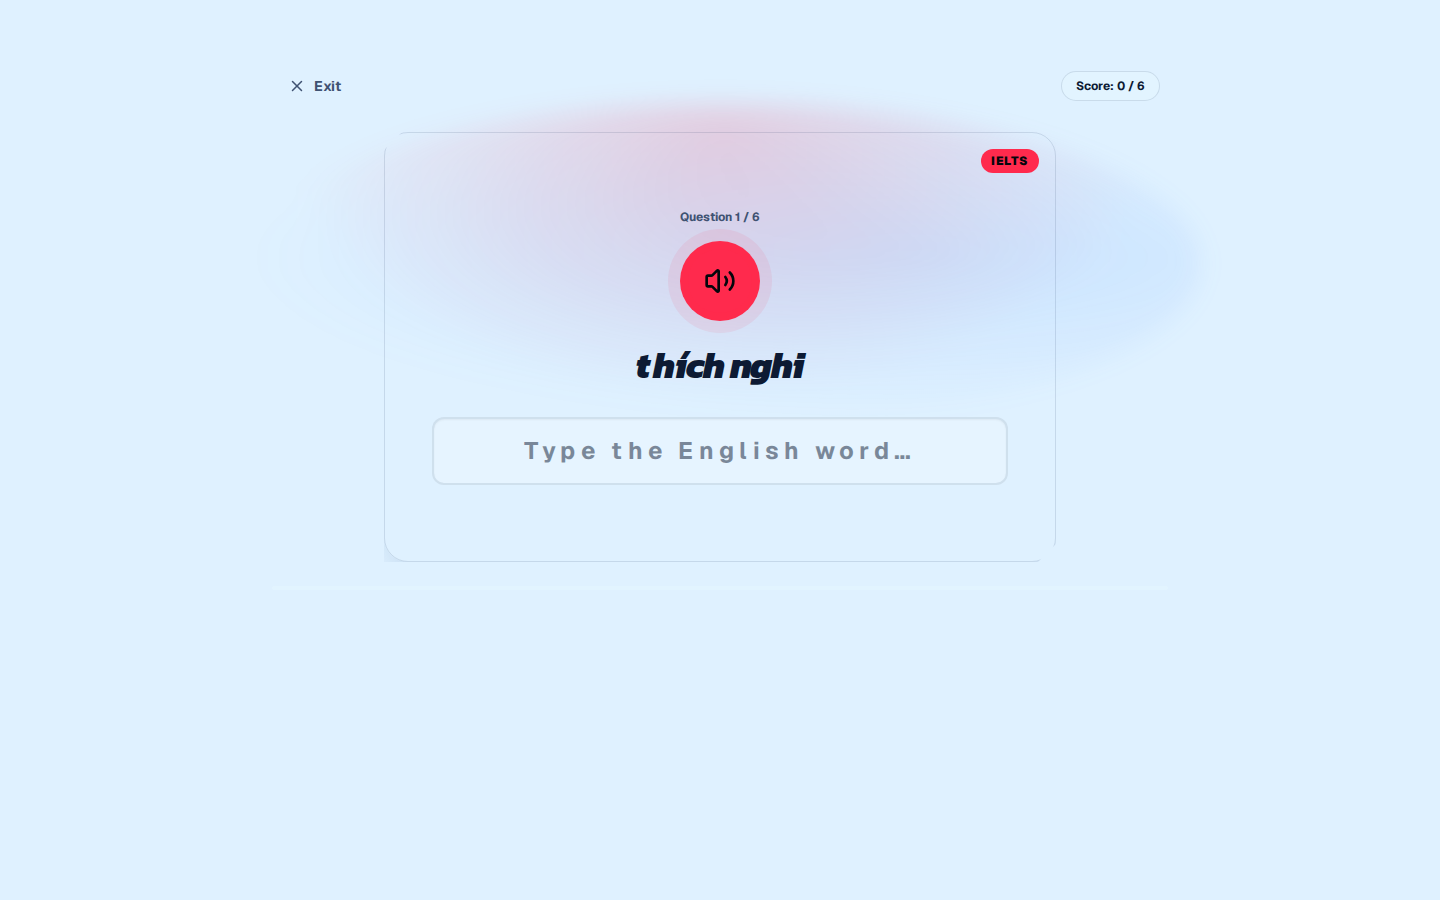 Exit
Score: 0 / 6
IELTS
Question 1 / 6
thích nghi
Type the English word…